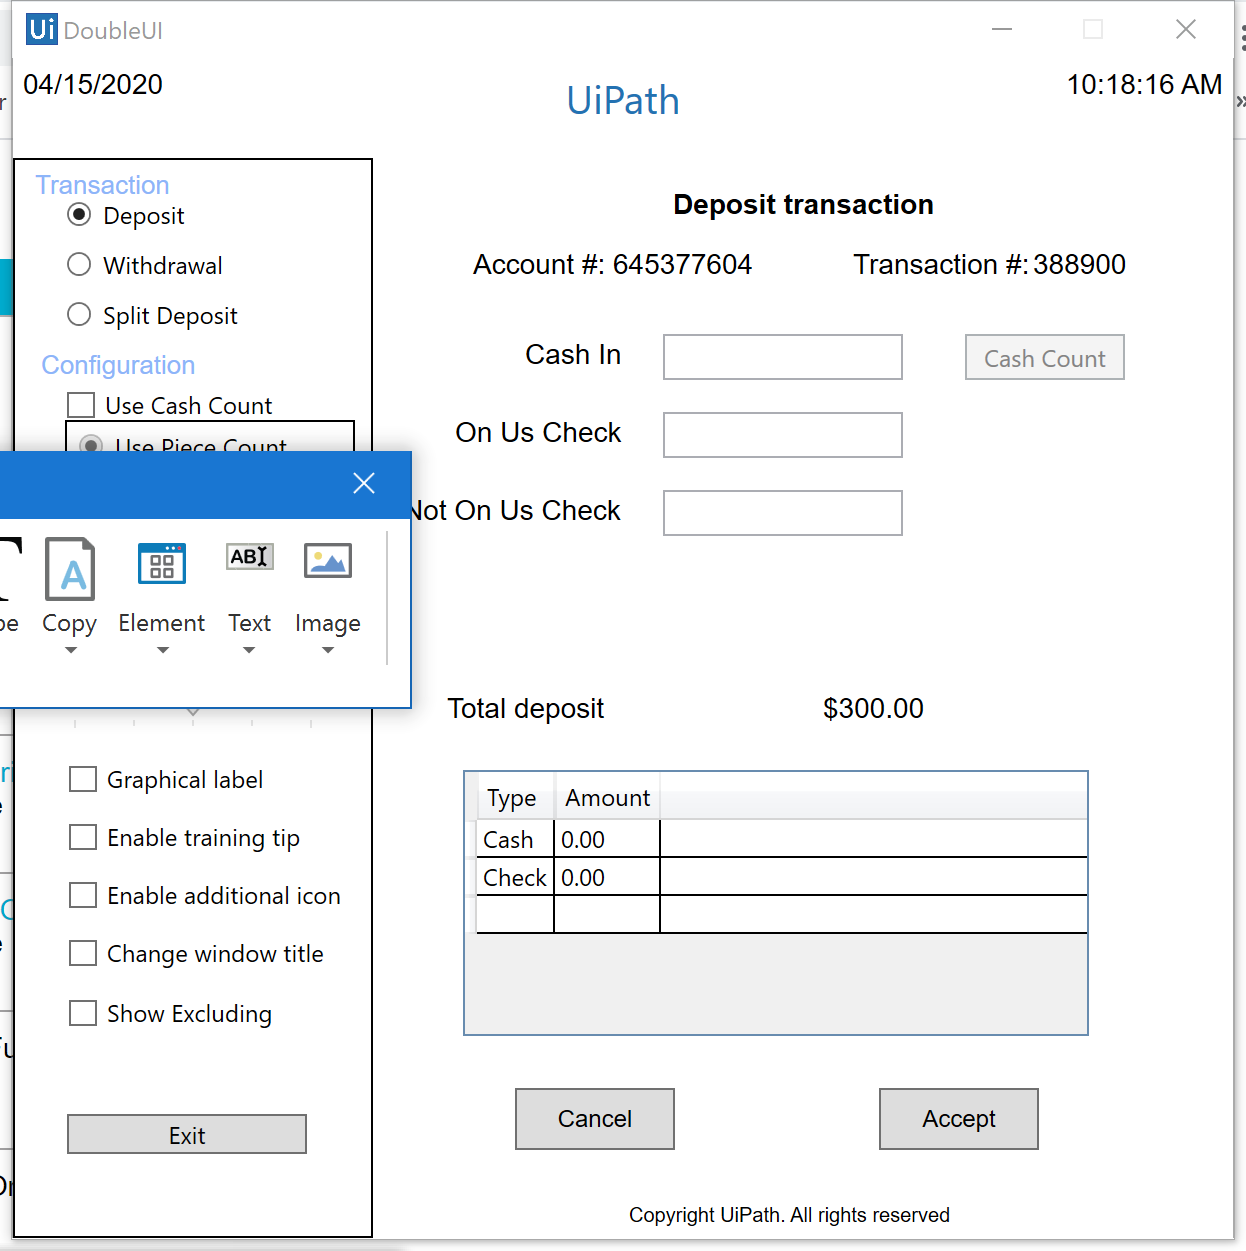 Ui DoubleUI
04/15/2020
10:18:16 AM
UiPath
Transaction
Deposit
Withdrawal
Split Deposit
Configuration
Use Cash Count
Use Piece Count
Copy
Element
ABI
Text
Image
Graphical label
Enable training tip
Enable additional icon
Change window title
Show Excluding
Exit
Deposit transaction
Account #: 645377604 Transaction #: 388900
Cash In
Cash Count
On Us Check
Not On Us Check
Total deposit $300.00
Type Amount
Cash 0.00
Check 0.00
Cancel
Accept
Copyright UiPath. All rights reserved